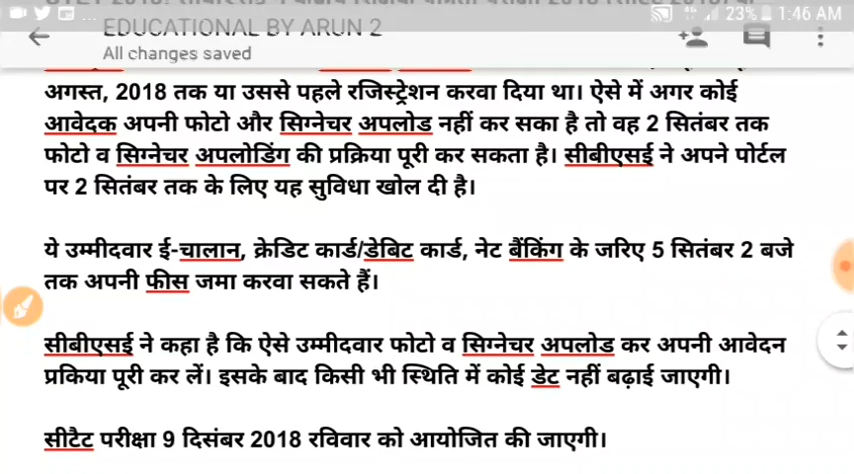 23% 1:46 AM
EDUCATIONAL BY ARUN 2
All changes saved
अगस्त, 2018 तक या उससे पहले रजिस्ट्रेशन करवा दिया था। ऐसे में अगर कोई
आवेदक अपनी फोटो और सिग्नेचर अपलोड नहीं कर सका है तो वह 2 सितंबर तक
फोटो व सिग्नेचर अपलोडिंग की प्रक्रिया पूरी कर सकता है। सीबीएसई ने अपने पोर्टल
पर 2 सितंबर तक के लिए यह सुविधा खोल दी है।
ये उम्मीदवार ई-चालान, क्रेडिट कार्ड/डेबिट कार्ड, नेट बैंकिंग के जरिए 5 सितंबर 2 बजे
तक अपनी फीस जमा करवा सकते हैं।
सीबीएसई ने कहा है कि ऐसे उम्मीदवार फोटो व सिग्नेचर अपलोड कर अपनी आवेदन
प्रकिया पूरी कर लें। इसके बाद किसी भी स्थिति में कोई डेट नहीं बढ़ाई जाएगी।
सीटैट परीक्षा 9 दिसंबर 2018 रविवार को आयोजित की जाएगी।